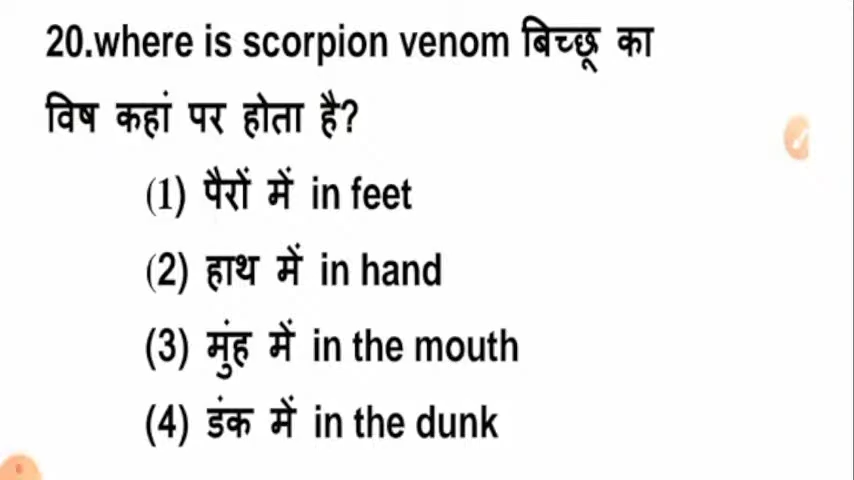 20.where is scorpion venom बिच्छू का
विष कहां पर होता है?
(1) पैरों में in feet
(2) हाथ में in hand
(3) मुंह में in the mouth
(4) डंक में in the dunk